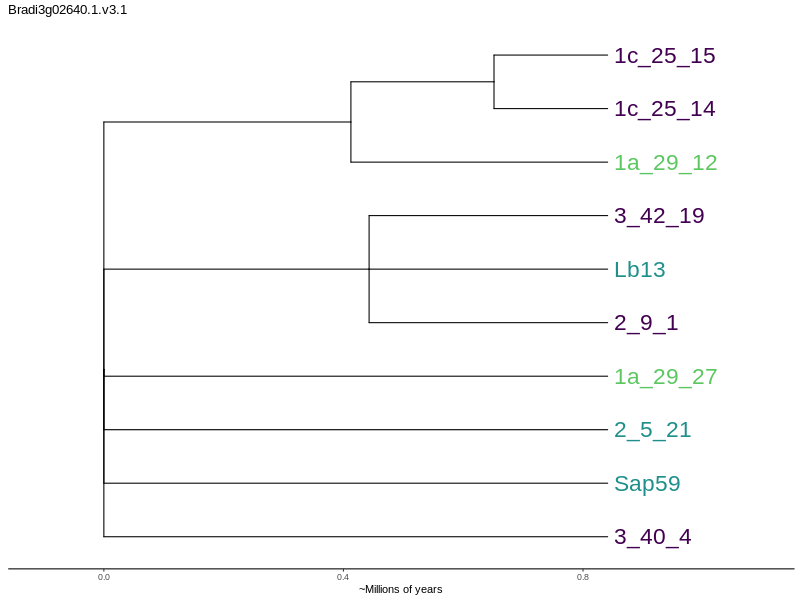 Bradi3g02640.1.v3.1
1c_25_15
1c_25_14
1a_29_12
3_42_19
Lb13
2_9_1
1a_29_27
2_5_21
Sap59
3_40_4
0.0 0.4 0.8
~Millions of years